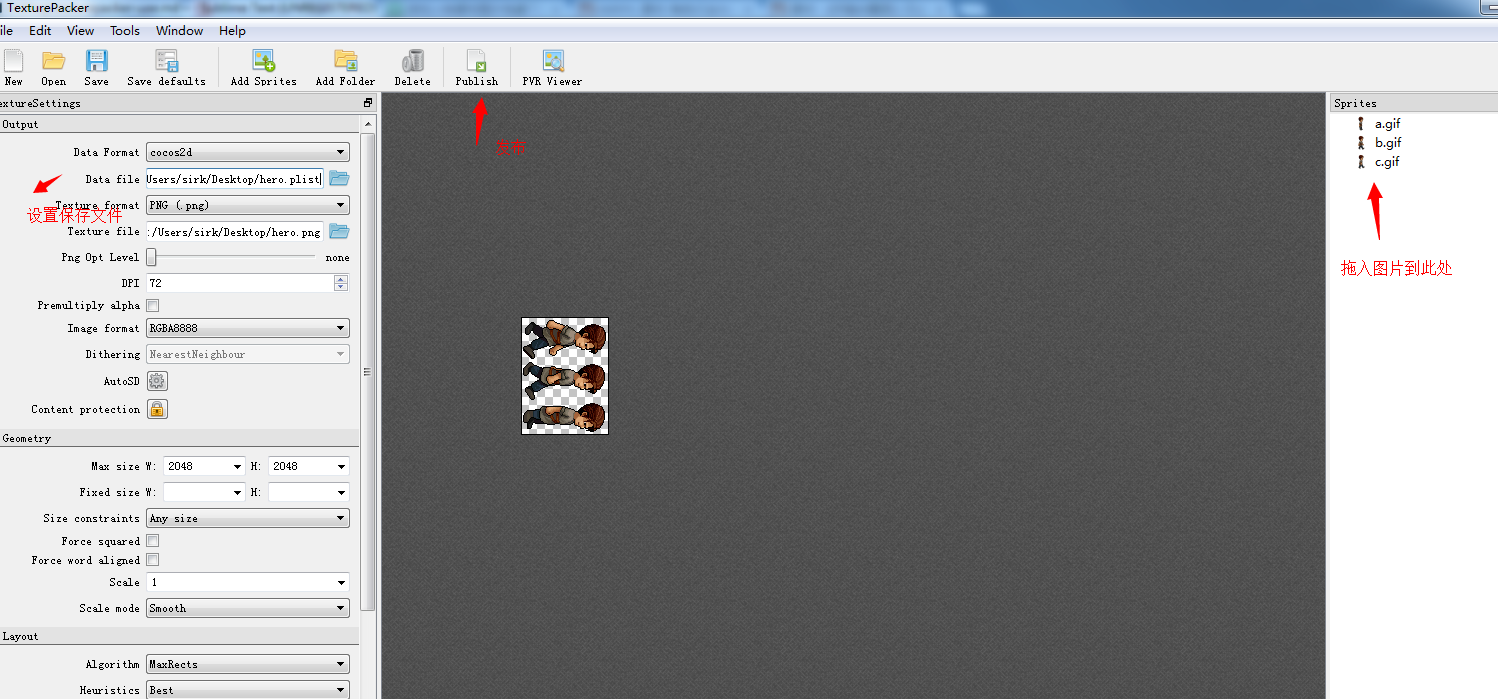 TexturePacker
ile Edit View Tools Window Help
New Open Save Save defaults Add Sprites Add Folder Delete Publish PVR Viewer
extureSettings
Sprites
Output
a.gif
b.gif
c.gif
Data Format cocos2d
Data file Users/sirk/Desktop/hero.plist
Texture format PNG (.png)
设置保存文件
Texture file :/Users/sirk/Desktop/hero.png
Png Opt Level none
DPI 72
拖入图片到此处
Premultiply alpha
Image format RGBA8888
Dithering NearestNeighbour
AutoSD
Content protection
Geometry
Max size W: 2048 H: 2048
Fixed size W: H:
Size constraints Any size
Force squared
Force word aligned
Scale 1
Scale mode Smooth
Layout
Algorithm MaxRects
Heuristics Best